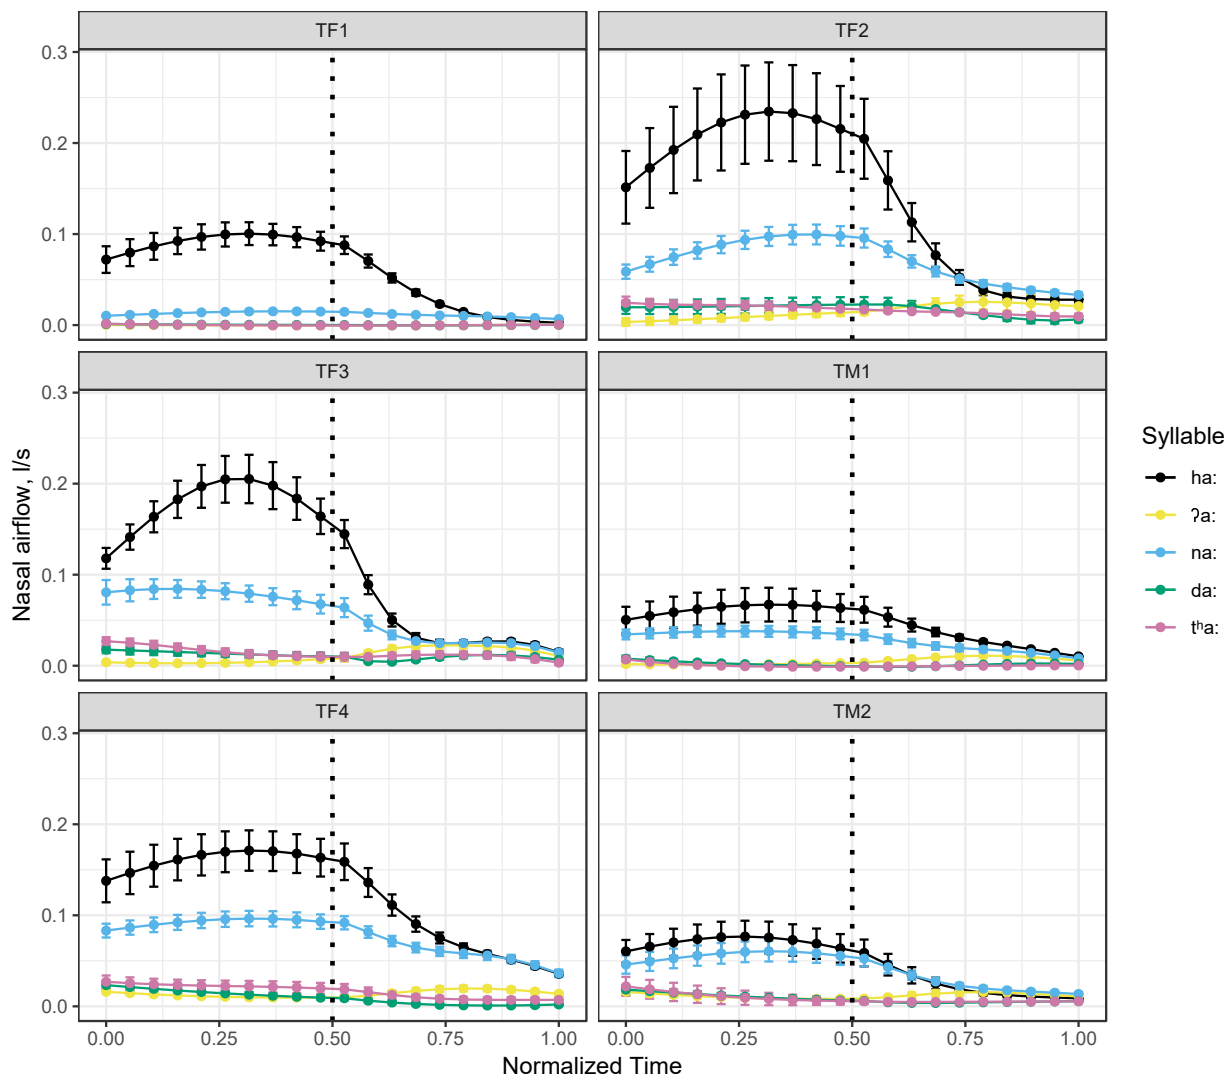 TF1
TF2
0.3
0.2
0.1
0.0
TF3
TM1
0.3
0.2
0.1
0.0
TF4
TM2
0.3
0.2
0.1
0.0
0.00 0.25 0.50 0.75 1.00
0.00 0.25 0.50 0.75 1.00
Normalized Time
Nasal airflow, l/s
Syllable
ha:
ʔa:
na:
da:
tʰa: